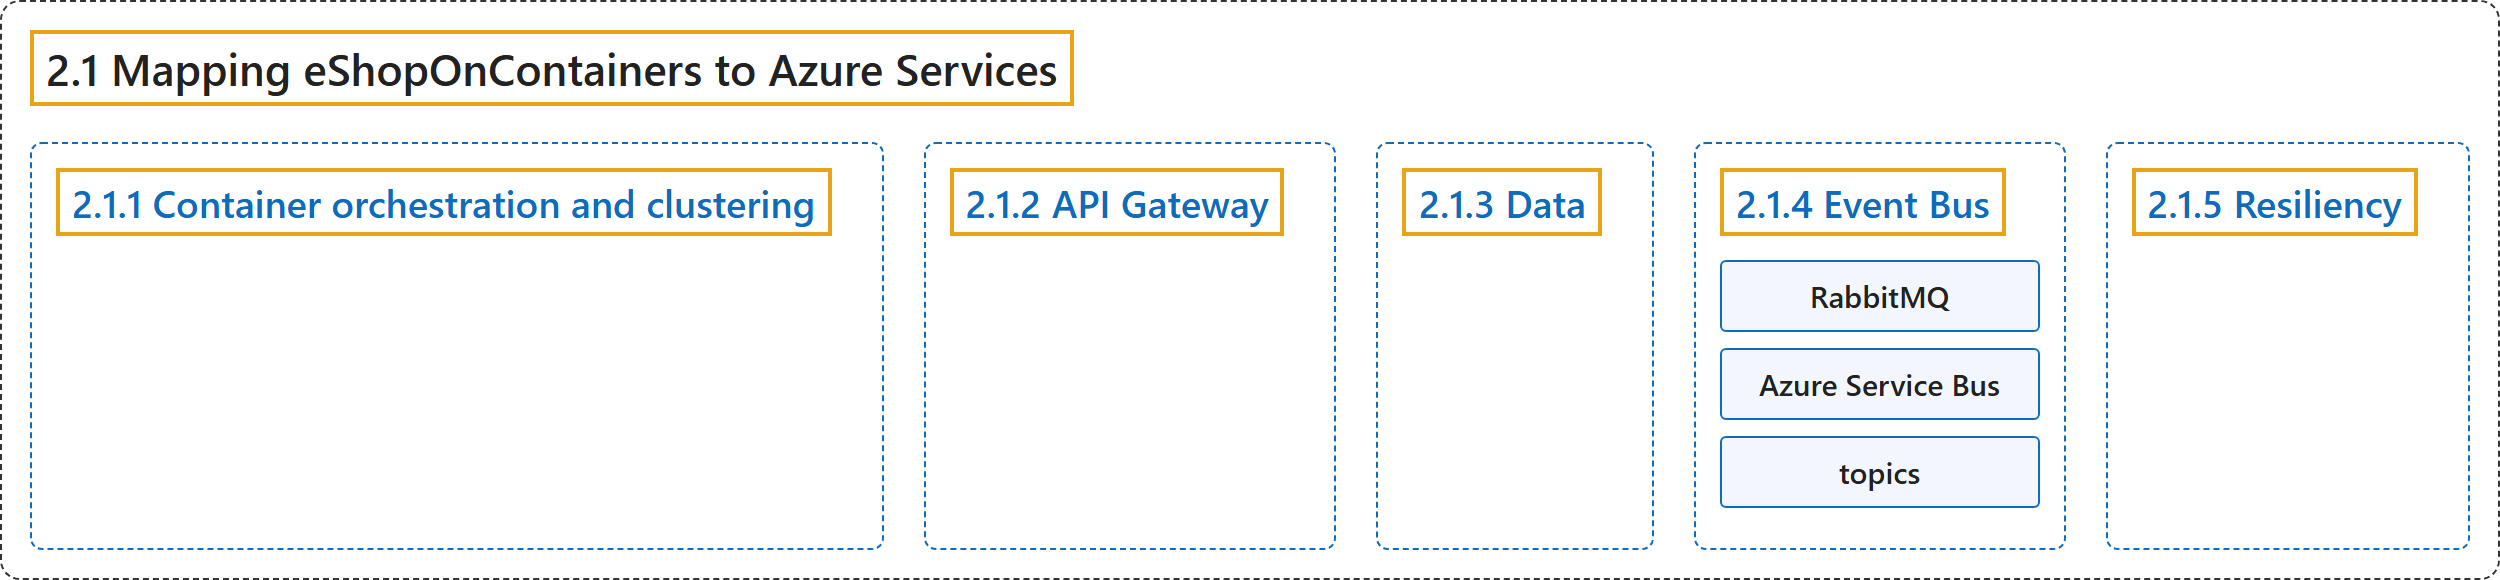 2.1 Mapping eShopOnContainers to Azure Services
2.1.1 Container orchestration and clustering
2.1.2 API Gateway
2.1.3 Data
2.1.4 Event Bus
RabbitMQ
Azure Service Bus
topics
2.1.5 Resiliency